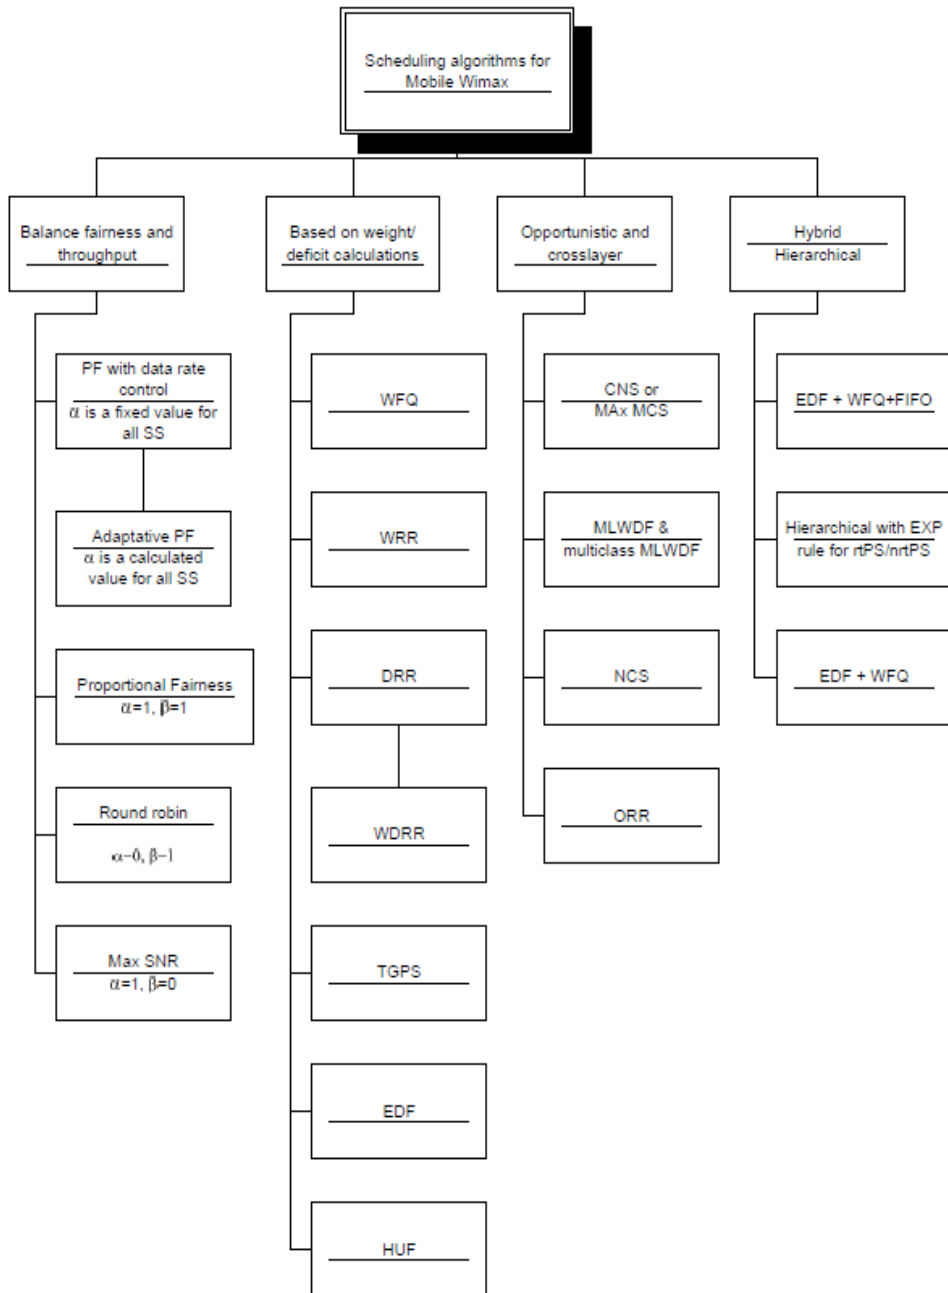 Scheduling algorithms for
Mobile Wimax
Balance fairness and
throughput
PF with data rate
control
α is a fixed value for
all SS
Adaptative PF
α is a calculated
value for all SS
Proportional Fairness
α=1, β=1
Round robin
α=0, β=1
Max SNR
α=1, β=0
Based on weight/
deficit calculations
WFQ
WRR
DRR
WDRR
TGPS
EDF
HUF
Opportunistic and
crosslayer
CNS or
MAx MCS
MLWDF &
multiclass MLWDF
NCS
ORR
Hybrid
Hierarchical
EDF + WFQ+FIFO
Hierarchical with EXP
rule for rtPS/nrtPS
EDF + WFQ